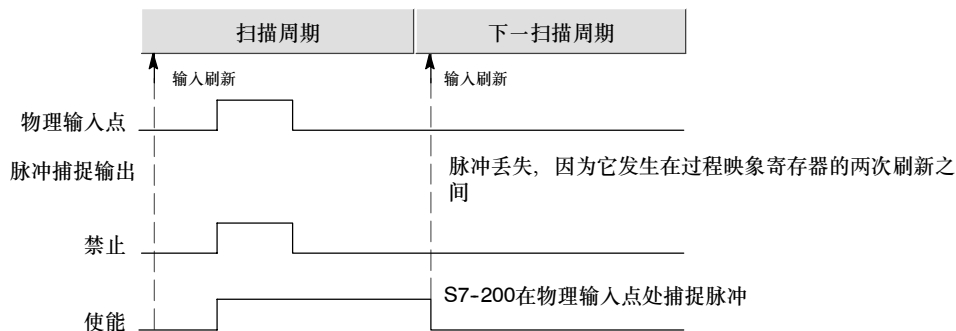 扫描周期
下一扫描周期
输入刷新
输入刷新
物理输入点
脉冲捕捉输出
脉冲丢失，因为它发生在过程映象寄存器的两次刷新之
间
禁止
S7-200在物理输入点处捕捉脉冲
使能